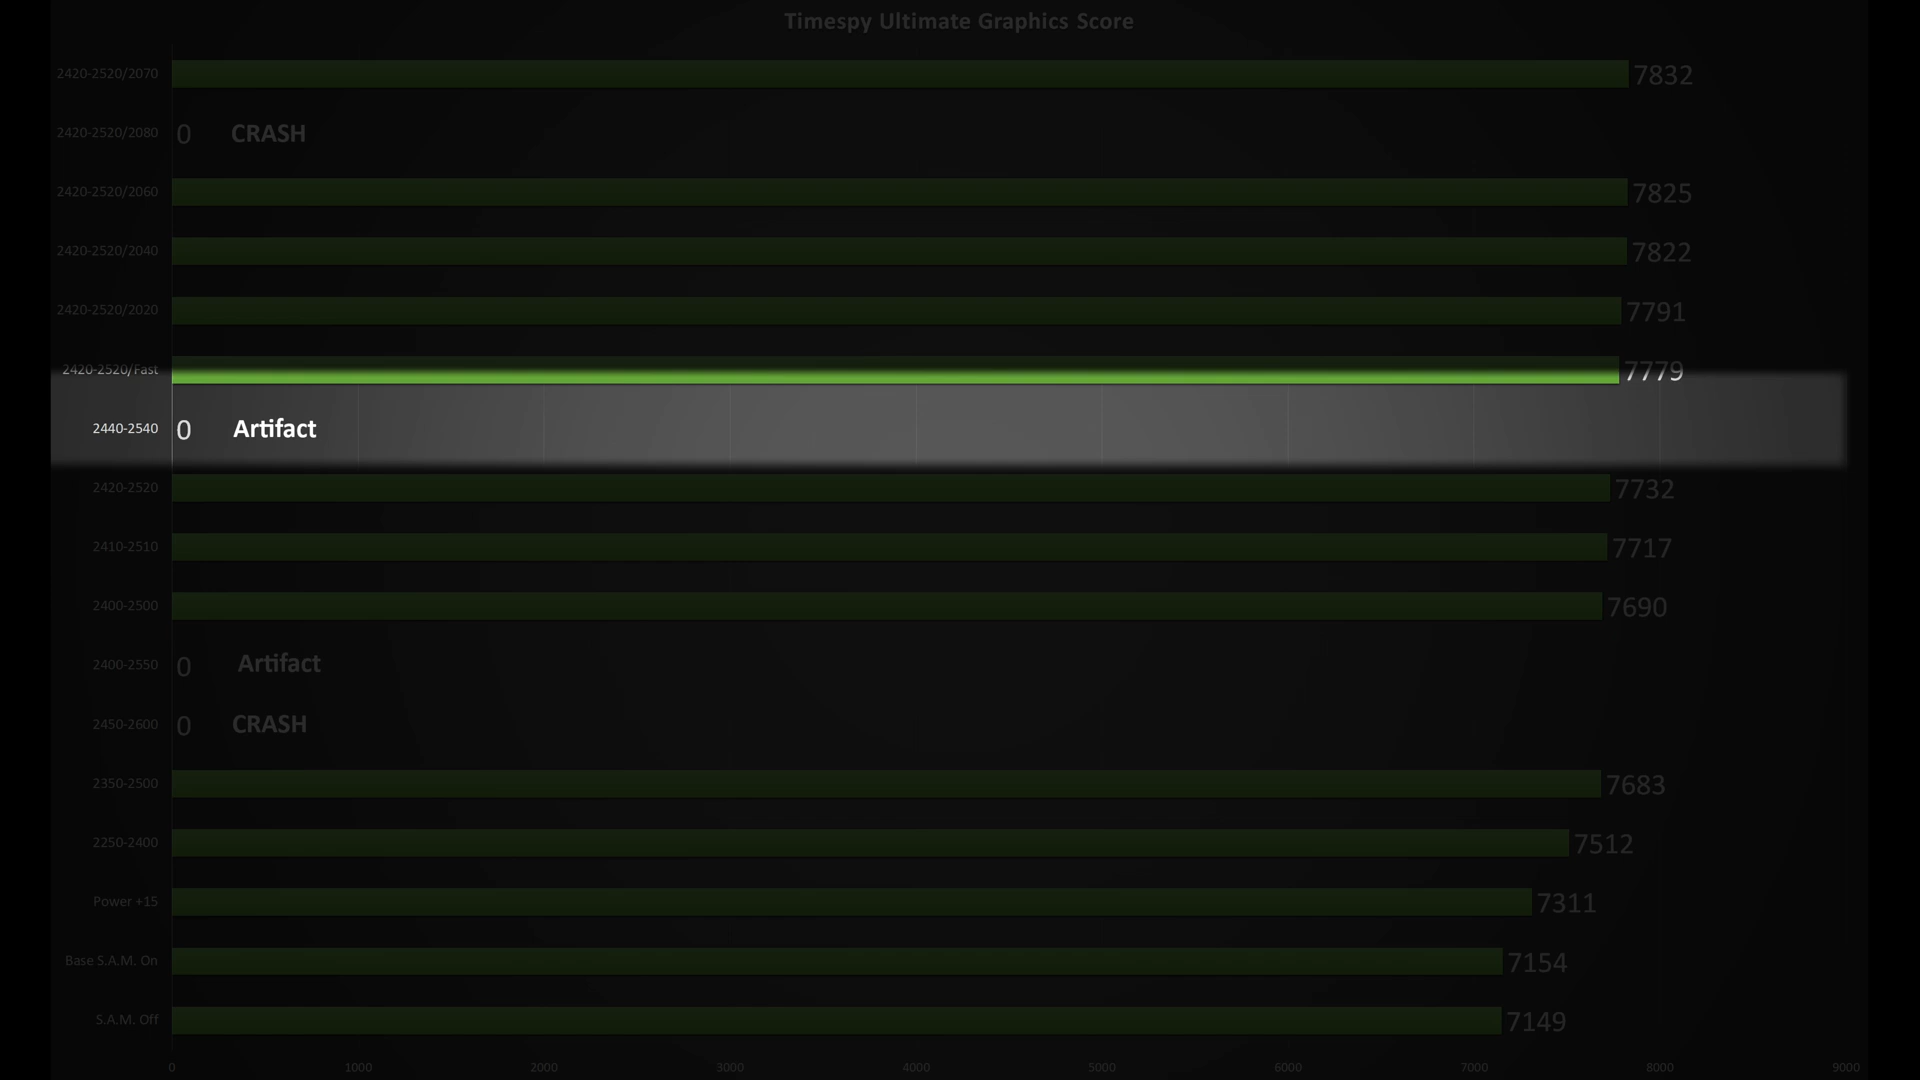 Timespy Ultimate Graphics Score
2420-2520/2070 7832
2420-2520/2080 0 CRASH
2420-2520/2060 7825
2420-2520/2040 7822
2420-2520/2020 7791
2420-2520/Fast 7779
2440-2540 0 Artifact
2420-2520 7732
2410-2510 7717
2400-2500 7690
2400-2550 0 Artifact
2450-2600 0 CRASH
2350-2500 7683
2250-2400 7512
Power +15 7311
Base S.A.M. On 7154
S.A.M. Off 7149
0 1000 2000 3000 4000 5000 6000 7000 8000 9000